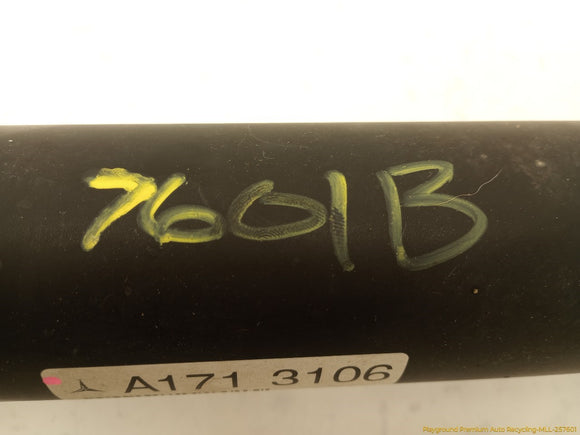 7601B
A171 3106
Playground Premium Auto Recycling-MLL-257601